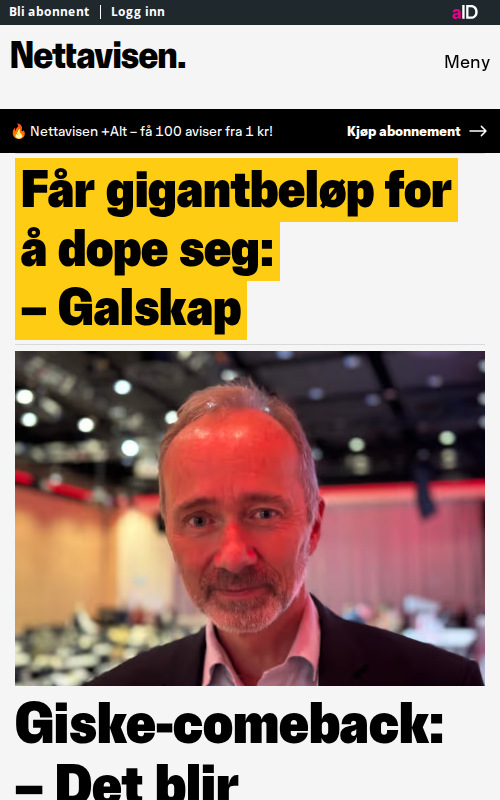 Bli abonnent | Logg inn
aID
Nettavisen.
Meny
🔥 Nettavisen +Alt – få 100 aviser fra 1 kr!
Kjøp abonnement →
Får gigantbeløp for
å dope seg:
– Galskap
Giske-comeback:
– Det blir